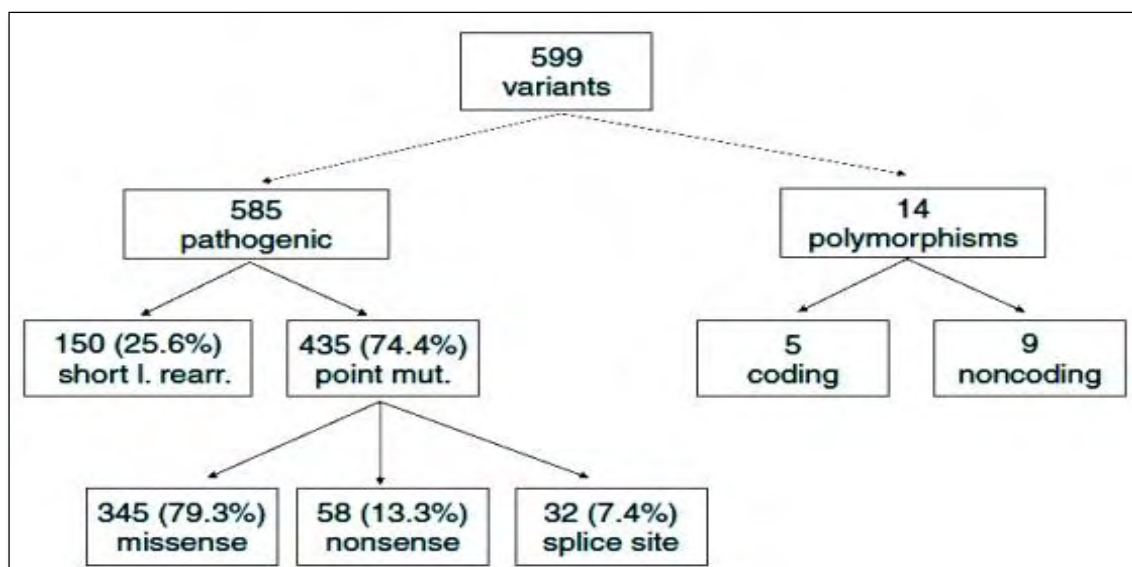 599
variants
585
pathogenic
14
polymorphisms
150 (25.6%)
short l. rearr.
435 (74.4%)
point mut.
5
coding
9
noncoding
345 (79.3%)
missense
58 (13.3%)
nonsense
32 (7.4%)
splice site